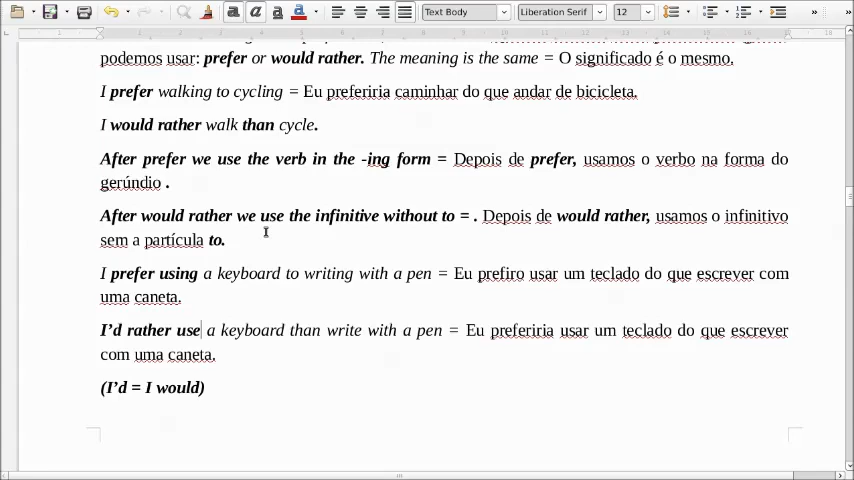 Text Body
Liberation Serif
12
podemos usar: prefer or would rather. The meaning is the same = O significado é o mesmo.
I prefer walking to cycling = Eu preferiria caminhar do que andar de bicicleta.
I would rather walk than cycle.
After prefer we use the verb in the -ing form = Depois de prefer, usamos o verbo na forma do
gerúndio .
After would rather we use the infinitive without to = . Depois de would rather, usamos o infinitivo
sem a partícula to.
I prefer using a keyboard to writing with a pen = Eu prefiro usar um teclado do que escrever com
uma caneta.
I'd rather use a keyboard than write with a pen = Eu preferiria usar um teclado do que escrever
com uma caneta.
(I'd = I would)